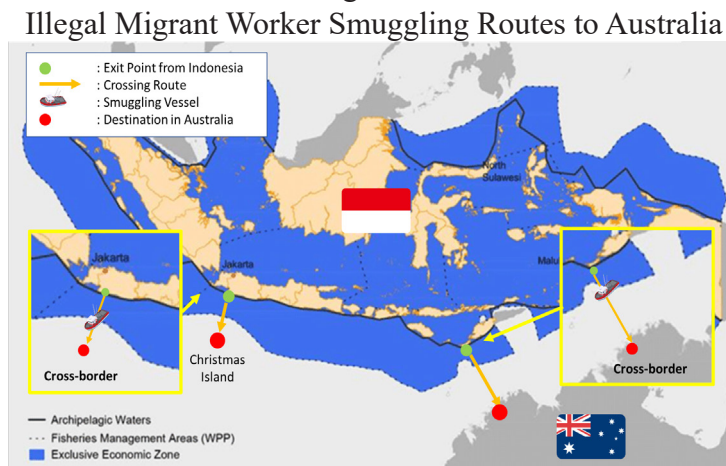 Illegal Migrant Worker Smuggling Routes to Australia
: Exit Point from Indonesia
: Crossing Route
: Smuggling Vessel
: Destination in Australia
North
Sulawesi
Jakarta
Jakarta
Malu
Christmas
Island
Cross-border
Cross-border
Archipelagic Waters
Fisheries Management Areas (WPP)
Exclusive Economic Zone